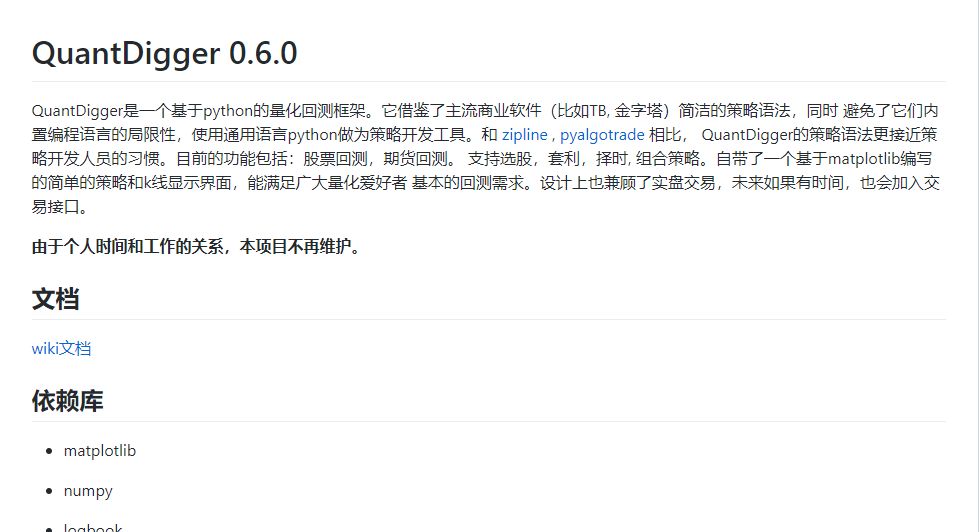 QuantDigger 0.6.0
QuantDigger是一个基于python的量化回测框架。它借鉴了主流商业软件（比如TB, 金字塔）简洁的策略语法，同时 避免了它们内
置编程语言的局限性，使用通用语言python做为策略开发工具。和 zipline , pyalgotrade 相比， QuantDigger的策略语法更接近策
略开发人员的习惯。目前的功能包括：股票回测，期货回测。 支持选股，套利，择时, 组合策略。自带了一个基于matplotlib编写
的简单的策略和k线显示界面，能满足广大量化爱好者 基本的回测需求。设计上也兼顾了实盘交易，未来如果有时间，也会加入交
易接口。
由于个人时间和工作的关系，本项目不再维护。
文档
wiki文档
依赖库
matplotlib
numpy
logbook